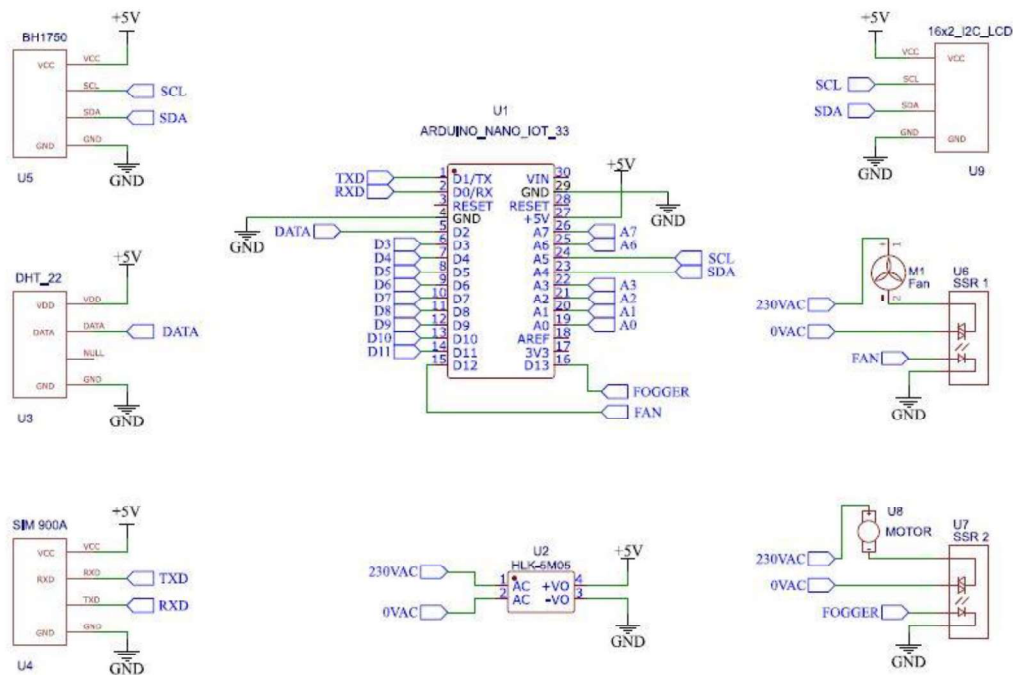 +5V
BH1750
VCC VCC
SCL SCL
SDA SDA
GND GND
U5 GND
+5V
16x2_I2C_LCD
VCC VCC
SCL SCL
SDA SDA
GND GND
GND U9
U1
ARDUINO_NANO_IOT_33
+5V
TXD 1 D1/TX VIN 30
RXD 2 D0/RX GND 29
3 RESET RESET 28
4 GND +5V 27
DATA 5 D2 A7 26 A7
D3 6 D3 A6 25 A6
D4 7 D4 A5 24 SCL
D5 8 D5 A4 23 SDA
D6 9 D6 A3 22 A3
D7 10 D7 A2 21 A2
D8 11 D8 A1 20 A1
D9 12 D9 A0 19 A0
D10 13 D10 AREF 18
D11 14 D11 3V3 17
15 D12 D13 16
GND
GND
FOGGER
FAN
+5V
DHT_22
VDD VDD
DATA DATA DATA
NULL
GND GND
U3 GND
1
M1
Fan
2
U6
SSR 1
230VAC
0VAC
FAN
GND
+5V
SIM 900A
VCC VCC
RXD RXD TXD
TXD TXD RXD
GND GND
U4 GND
U2
HLK-5M05
+5V
230VAC 1 AC +VO 4
0VAC 2 AC -VO 3
GND
U8
MOTOR
U7
SSR 2
230VAC
0VAC
FOGGER
GND